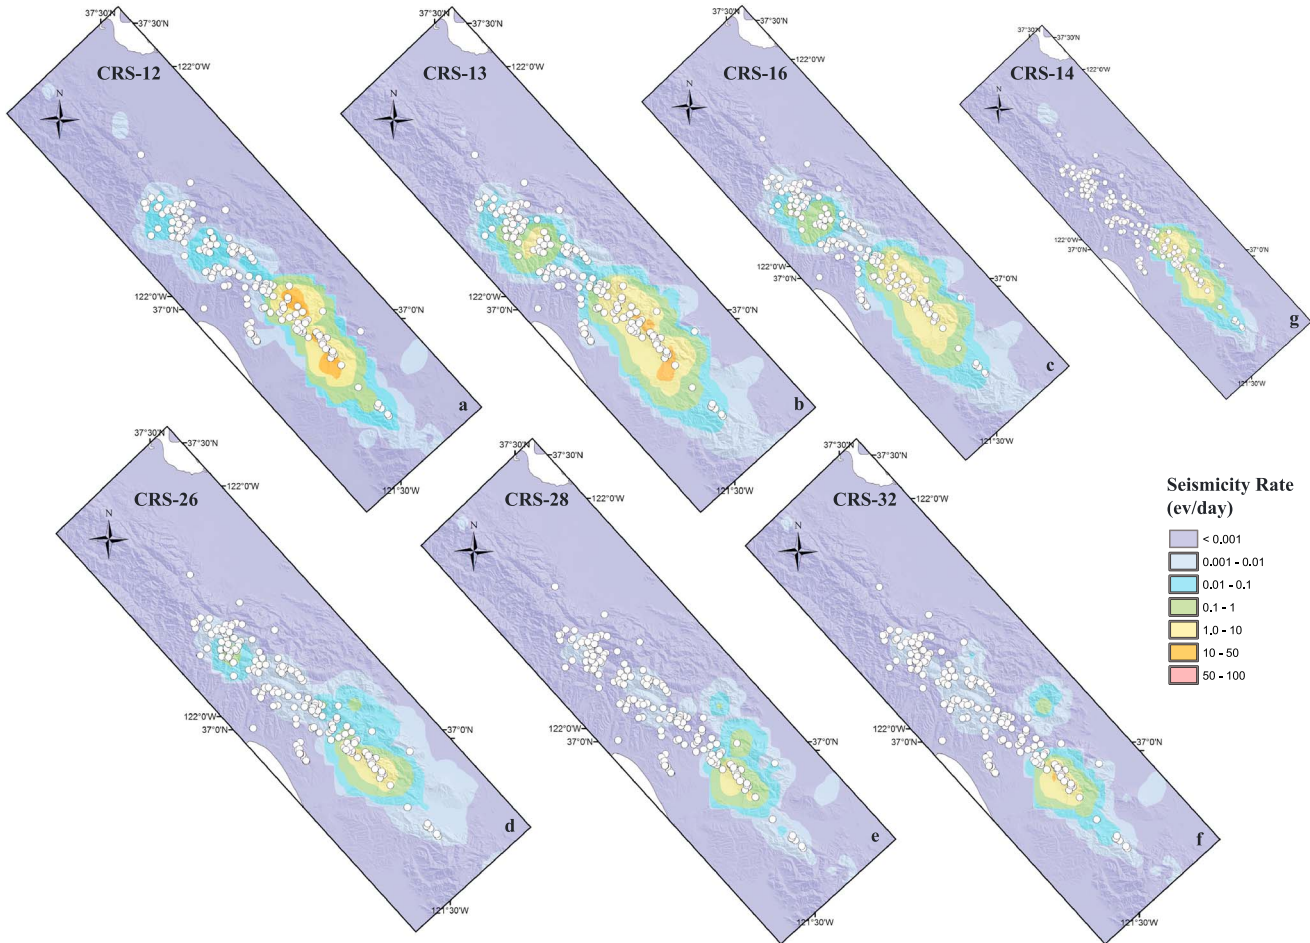 37°30'N
37°30'N
CRS-12
122°0'W
N
122°0'W
37°0'N
37°0'N
121°30'W
a
37°30'N
37°30'N
CRS-13
122°0'W
N
122°0'W
37°0'N
37°0'N
121°30'W
b
37°30'N
37°30'N
CRS-16
122°0'W
N
122°0'W
37°0'N
37°0'N
121°30'W
c
37°30'N
37°30'N
CRS-14
122°0'W
N
122°0'W
37°0'N
37°0'N
121°30'W
g
37°30'N
37°30'N
CRS-26
122°0'W
N
122°0'W
37°0'N
37°0'N
121°30'W
d
37°30'N
37°30'N
CRS-28
122°0'W
N
122°0'W
37°0'N
37°0'N
121°30'W
e
37°30'N
37°30'N
CRS-32
122°0'W
N
122°0'W
37°0'N
37°0'N
121°30'W
f
Seismicity Rate
(ev/day)
< 0.001
0.001 - 0.01
0.01 - 0.1
0.1 - 1
1.0 - 10
10 - 50
50 - 100